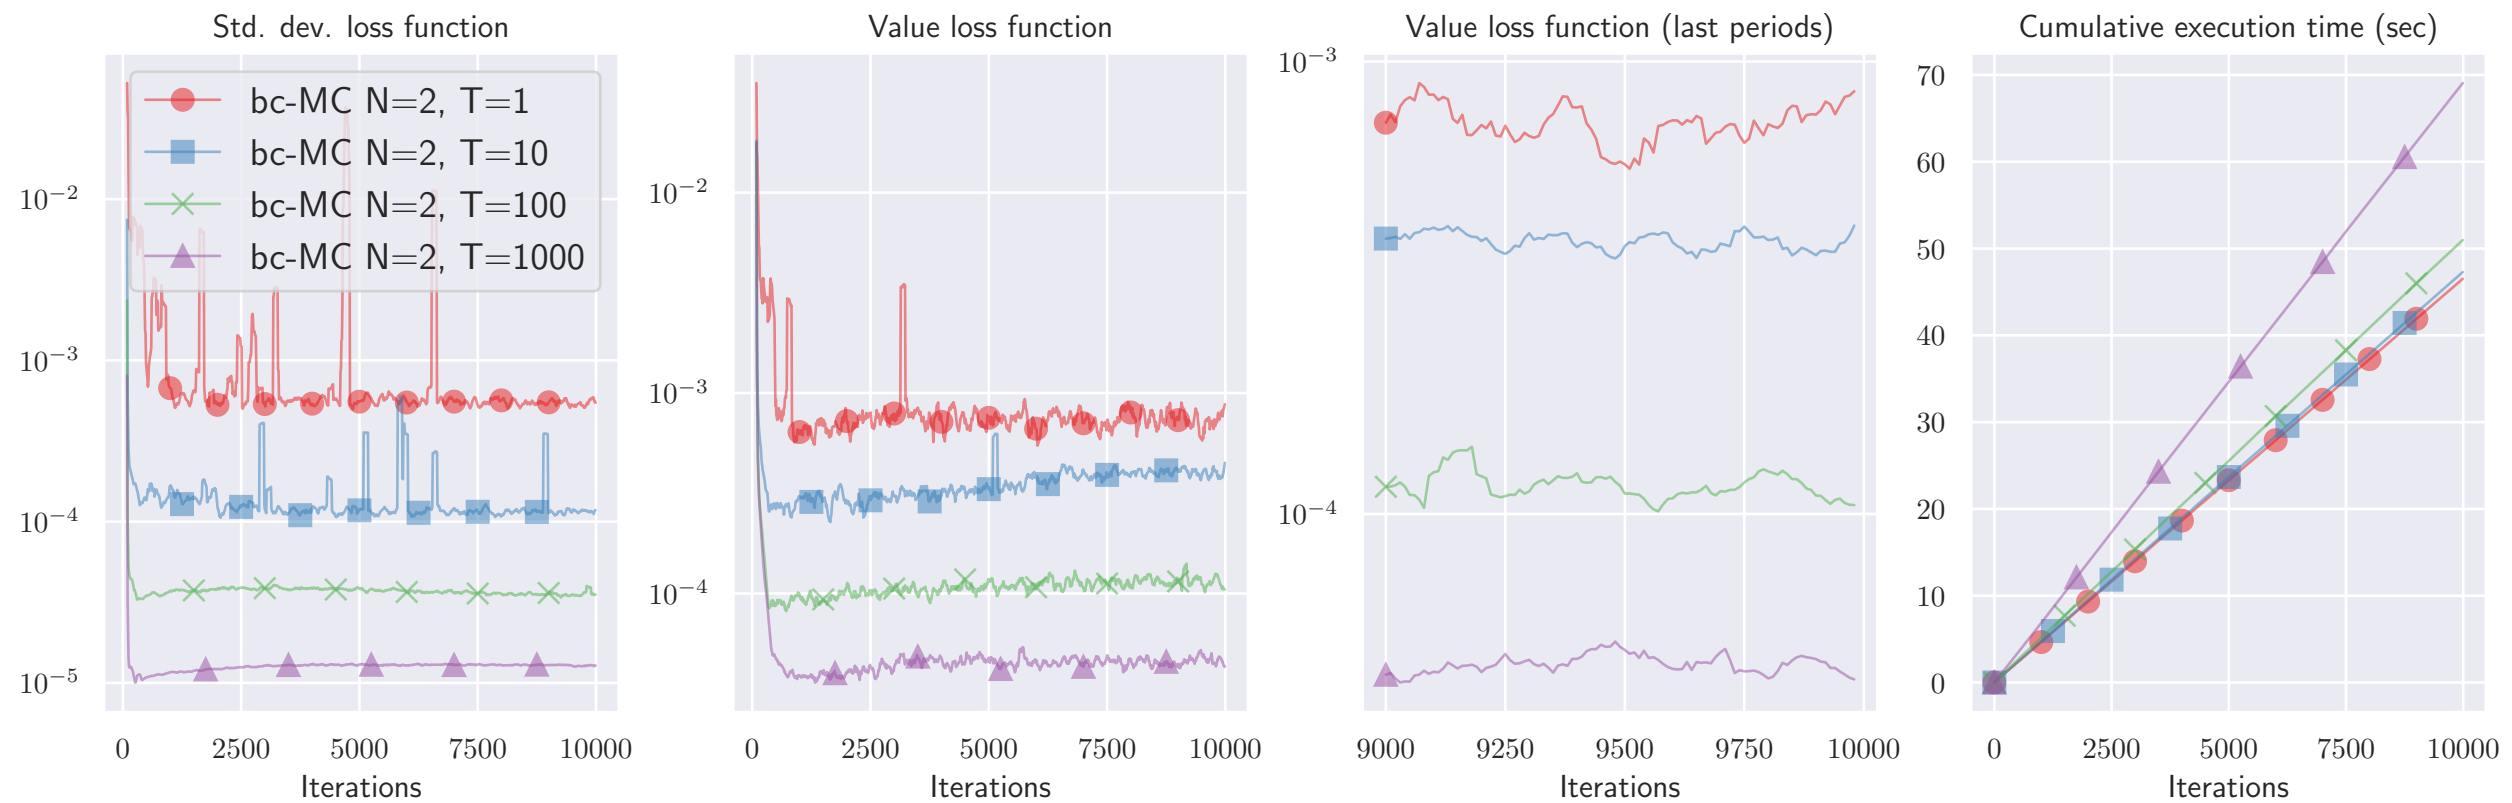 Std. dev. loss function
bc-MC N=2, T=1
bc-MC N=2, T=10
bc-MC N=2, T=100
bc-MC N=2, T=1000
10⁻²
10⁻³
10⁻⁴
10⁻⁵
0 2500 5000 7500 10000
Iterations
Value loss function
10⁻²
10⁻³
10⁻⁴
0 2500 5000 7500 10000
Iterations
Value loss function (last periods)
10⁻³
10⁻⁴
9000 9250 9500 9750 10000
Iterations
Cumulative execution time (sec)
70
60
50
40
30
20
10
0
0 2500 5000 7500 10000
Iterations